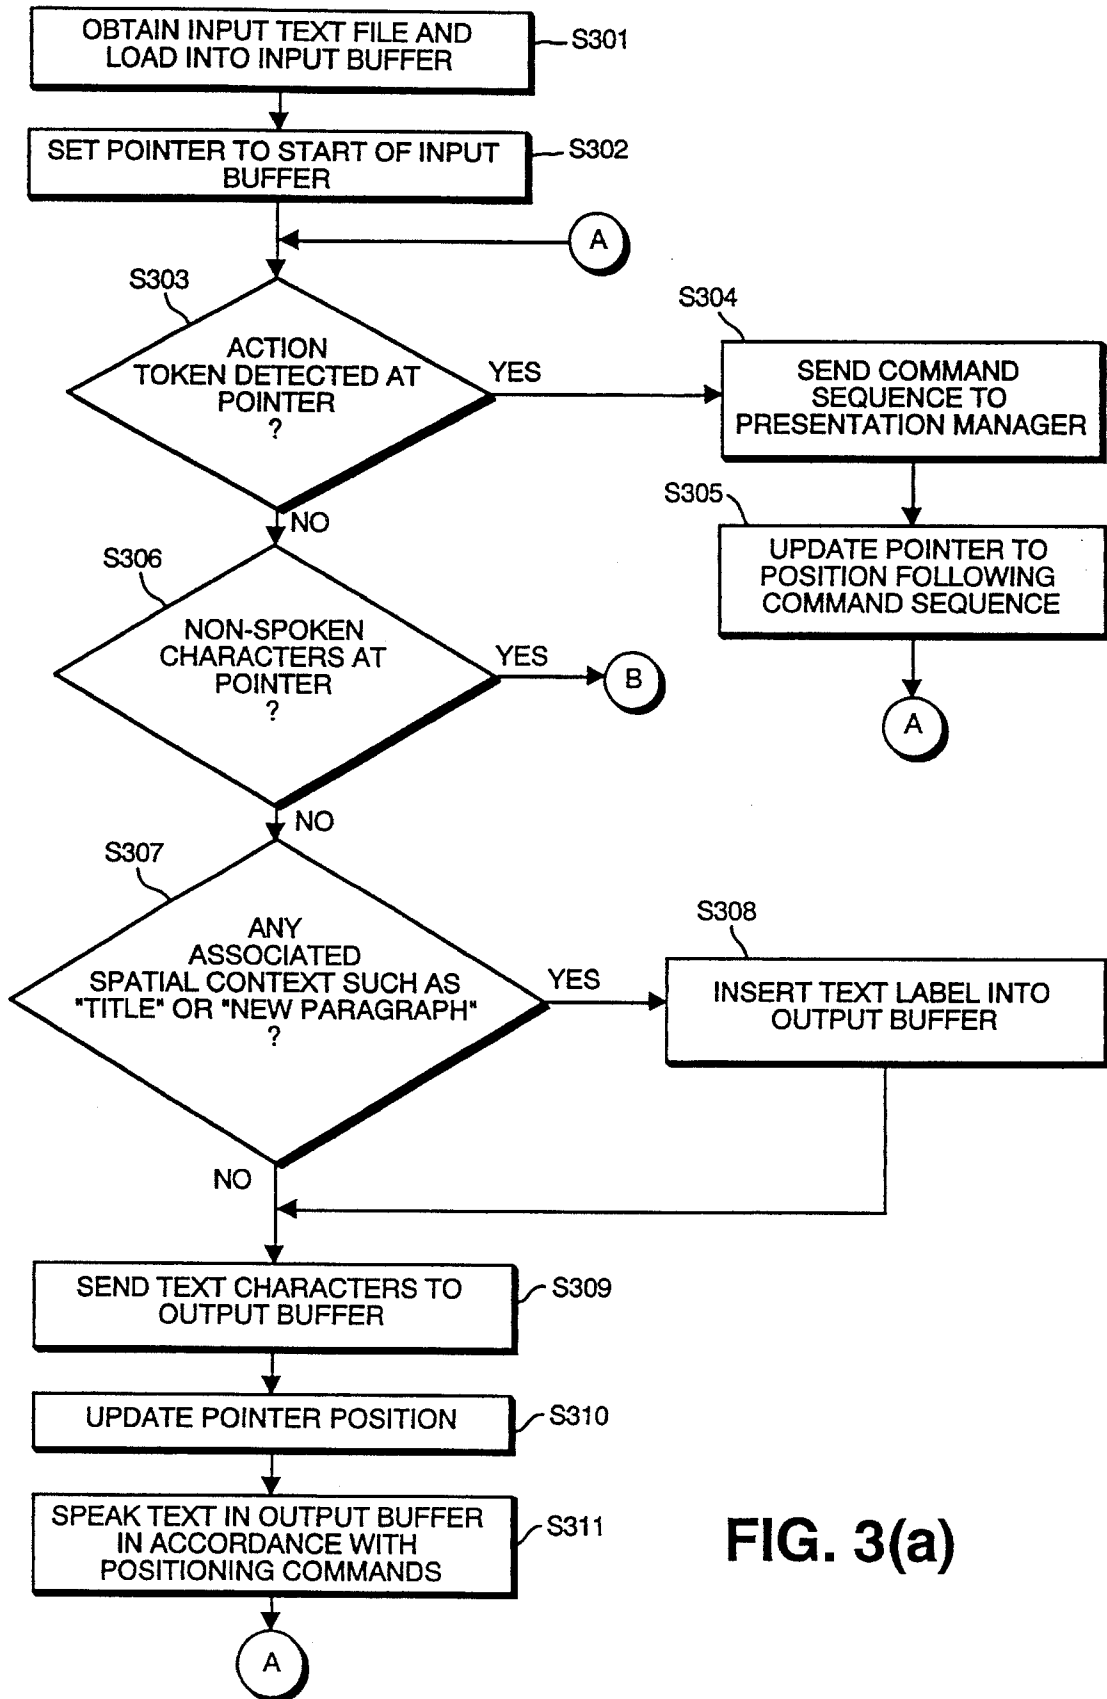 OBTAIN INPUT TEXT FILE AND
LOAD INTO INPUT BUFFER
S301
SET POINTER TO START OF INPUT
BUFFER
S302
A
S303
ACTION
TOKEN DETECTED AT
POINTER
?
YES
NO
S304
SEND COMMAND
SEQUENCE TO
PRESENTATION MANAGER
S305
UPDATE POINTER TO
POSITION FOLLOWING
COMMAND SEQUENCE
A
S306
NON-SPOKEN
CHARACTERS AT
POINTER
?
YES
B
NO
S307
ANY
ASSOCIATED
SPATIAL CONTEXT SUCH AS
"TITLE" OR "NEW PARAGRAPH"
?
YES
NO
S308
INSERT TEXT LABEL INTO
OUTPUT BUFFER
SEND TEXT CHARACTERS TO
OUTPUT BUFFER
S309
UPDATE POINTER POSITION
S310
SPEAK TEXT IN OUTPUT BUFFER
IN ACCORDANCE WITH
POSITIONING COMMANDS
S311
A
FIG. 3(a)